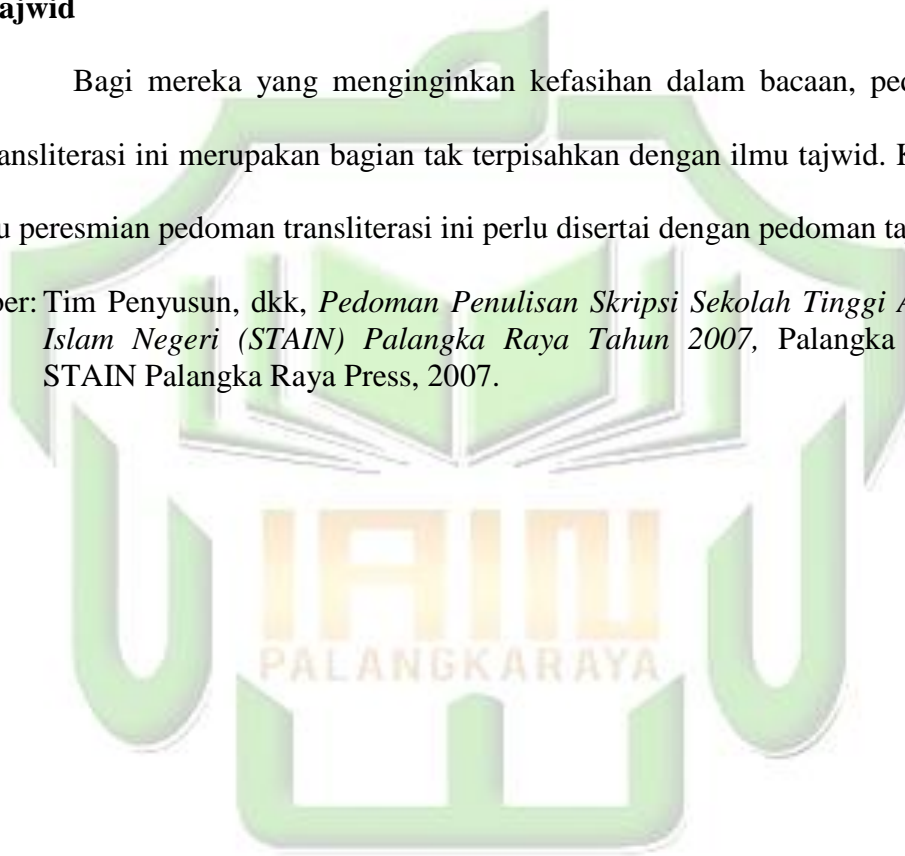 ajwid
Bagi mereka yang menginginkan kefasihan dalam bacaan, ped
ansliterasi ini merupakan bagian tak terpisahkan dengan ilmu tajwid. K
u peresmian pedoman transliterasi ini perlu disertai dengan pedoman ta
ber: Tim Penyusun, dkk, Pedoman Penulisan Skripsi Sekolah Tinggi A
Islam Negeri (STAIN) Palangka Raya Tahun 2007, Palangka
STAIN Palangka Raya Press, 2007.
IAIN
PALANGKARAYA